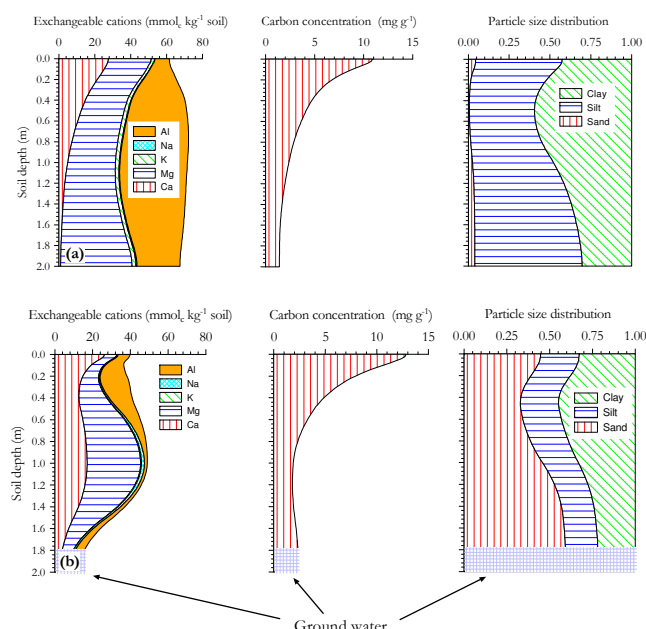 Exchangeable cations (mmolc kg-1 soil)
0 20 40 60 80
Carbon concentration (mg g-1)
0 5 10 15
Particle size distribution
0.00 0.25 0.50 0.75 1.00
Soil depth (m)
0.0
0.2
0.4
0.6
0.8
1.0
1.2
1.4
1.6
1.8
2.0
Al
Na
K
Mg
Ca
(a)
Clay
Silt
Sand
Exchangeable cations (mmolc kg-1 soil)
0 20 40 60 80
Carbon concentration (mg g-1)
0 5 10 15
Particle size distribution
0.00 0.25 0.50 0.75 1.00
Soil depth (m)
0.0
0.2
0.4
0.6
0.8
1.0
1.2
1.4
1.6
1.8
2.0
Al
Na
K
Mg
Ca
(b)
Clay
Silt
Sand
Ground water